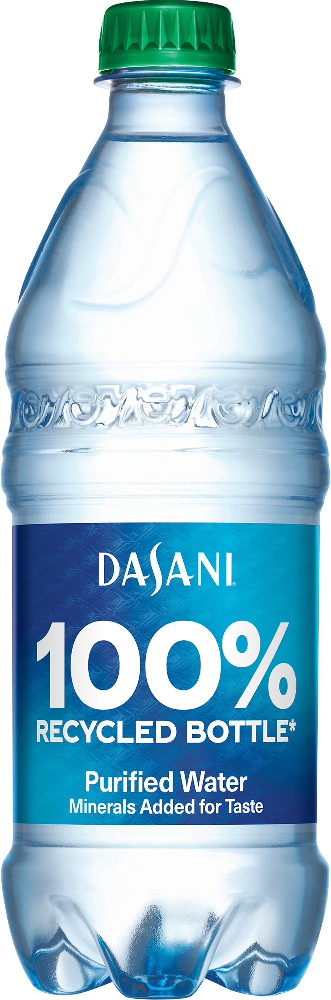 DASANI®
100%
RECYCLED BOTTLE*
Purified Water
Minerals Added for Taste